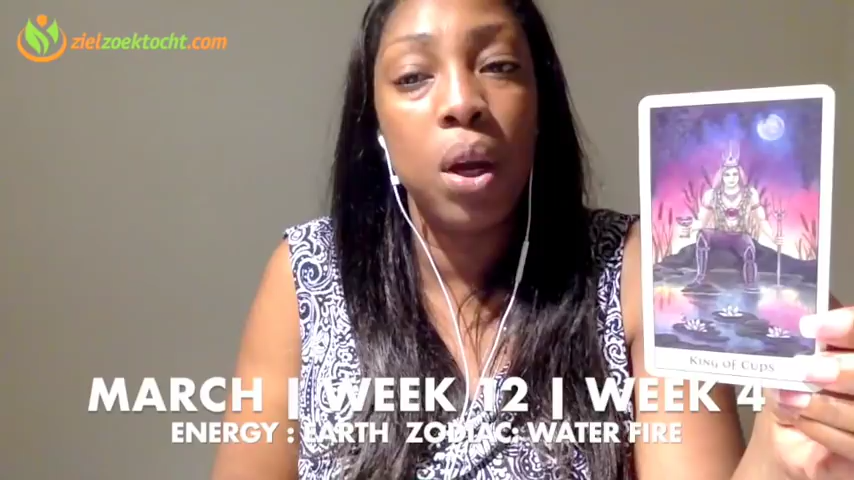 zielzoektocht.com
KING OF CUPS
MARCH | WEEK 12 | WEEK 4
ENERGY : EARTH ZODIAC: WATER FIRE